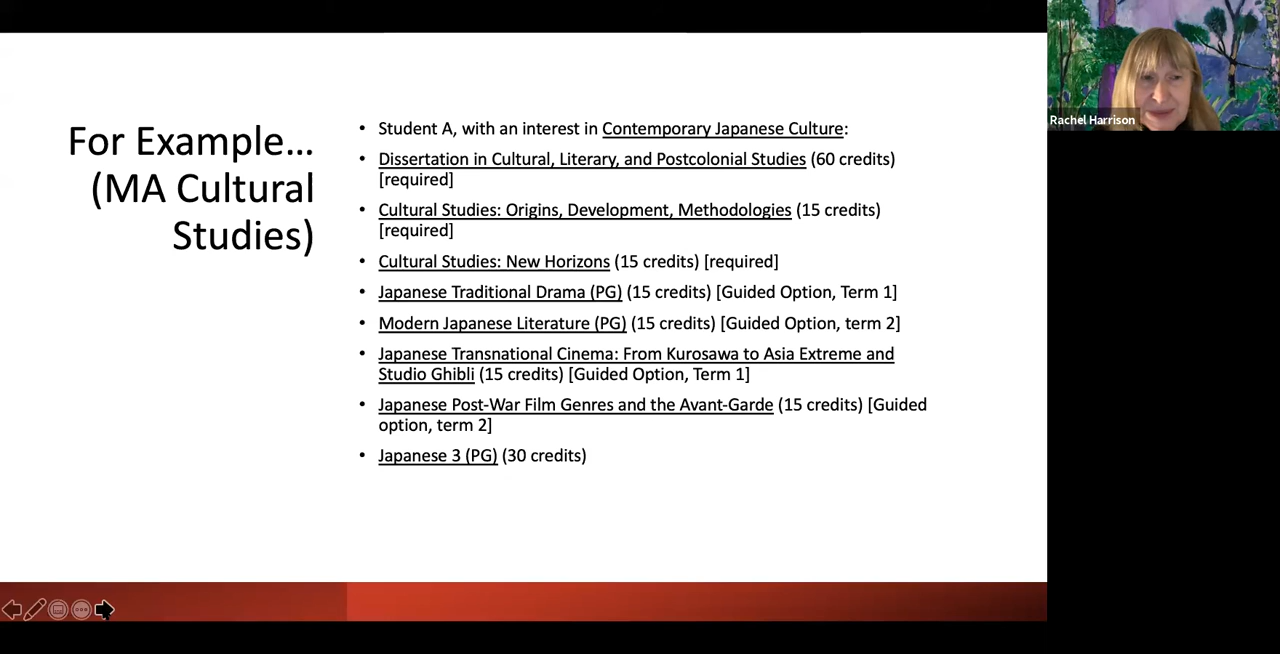 For Example...
(MA Cultural
Studies)
• Student A, with an interest in Contemporary Japanese Culture:
• Dissertation in Cultural, Literary, and Postcolonial Studies (60 credits)
[required]
• Cultural Studies: Origins, Development, Methodologies (15 credits)
[required]
• Cultural Studies: New Horizons (15 credits) [required]
• Japanese Traditional Drama (PG) (15 credits) [Guided Option, Term 1]
• Modern Japanese Literature (PG) (15 credits) [Guided Option, term 2]
• Japanese Transnational Cinema: From Kurosawa to Asia Extreme and
Studio Ghibli (15 credits) [Guided Option, Term 1]
• Japanese Post-War Film Genres and the Avant-Garde (15 credits) [Guided
option, term 2]
• Japanese 3 (PG) (30 credits)
Rachel Harrison